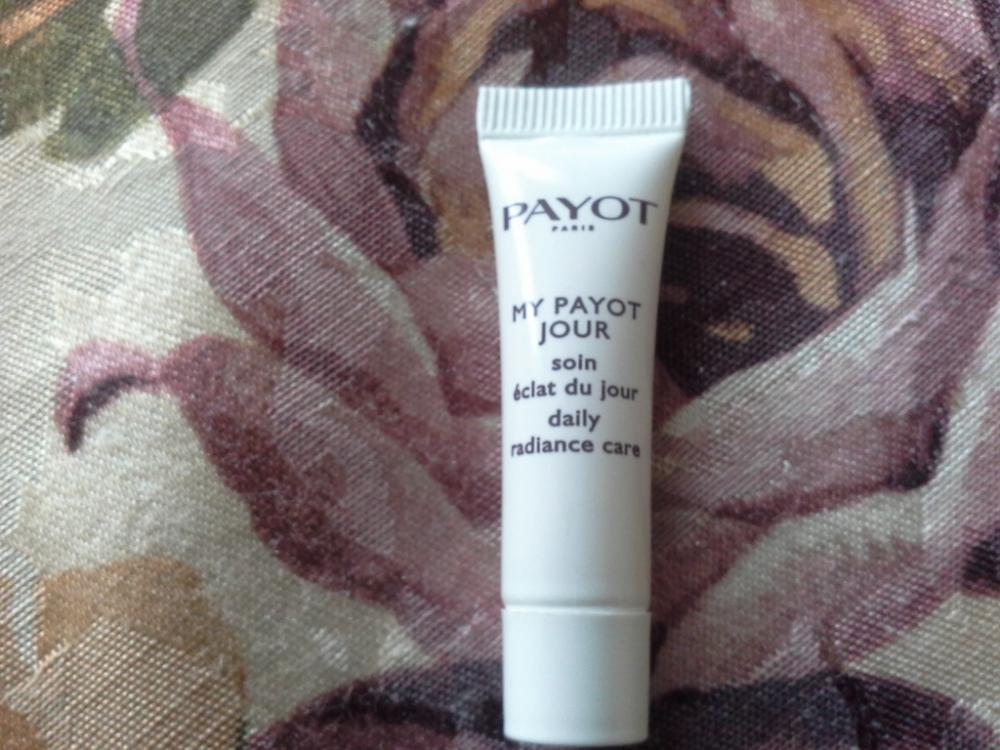 PAYOT
PARIS
MY PAYOT
JOUR
soin
éclat du jour
daily
radiance care